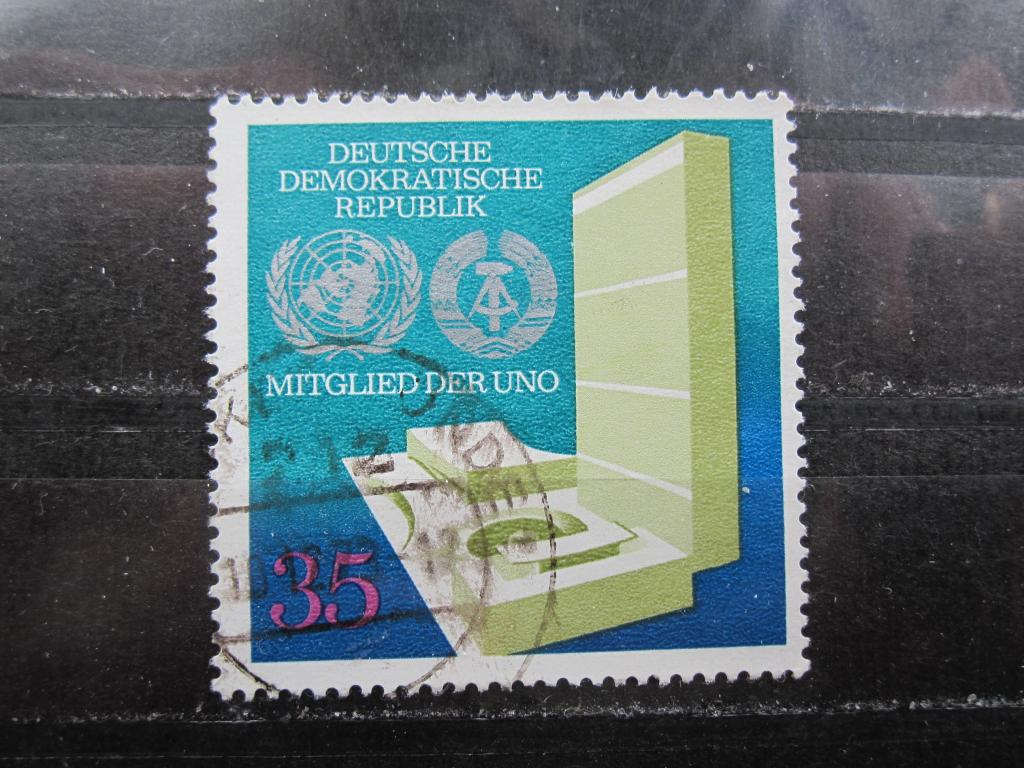 DEUTSCHE
DEMOKRATISCHE
REPUBLIK
MITGLIED DER UNO
35